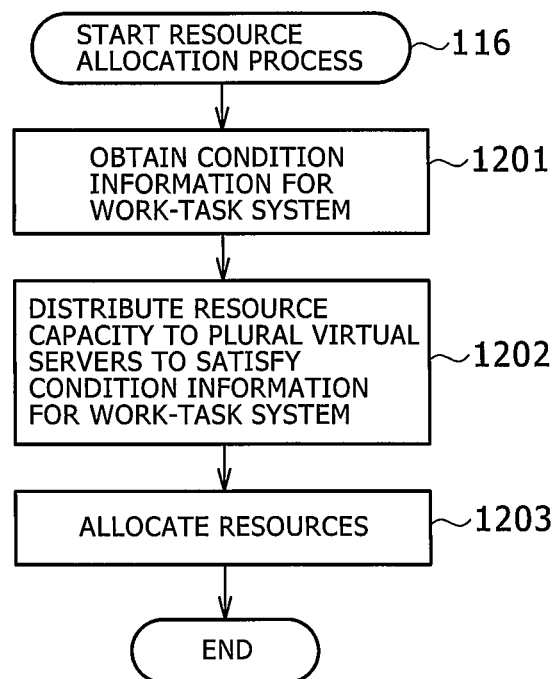 START RESOURCE
ALLOCATION PROCESS
116
OBTAIN CONDITION
INFORMATION FOR
WORK-TASK SYSTEM
1201
DISTRIBUTE RESOURCE
CAPACITY TO PLURAL VIRTUAL
SERVERS TO SATISFY
CONDITION INFORMATION
FOR WORK-TASK SYSTEM
1202
ALLOCATE RESOURCES
1203
END